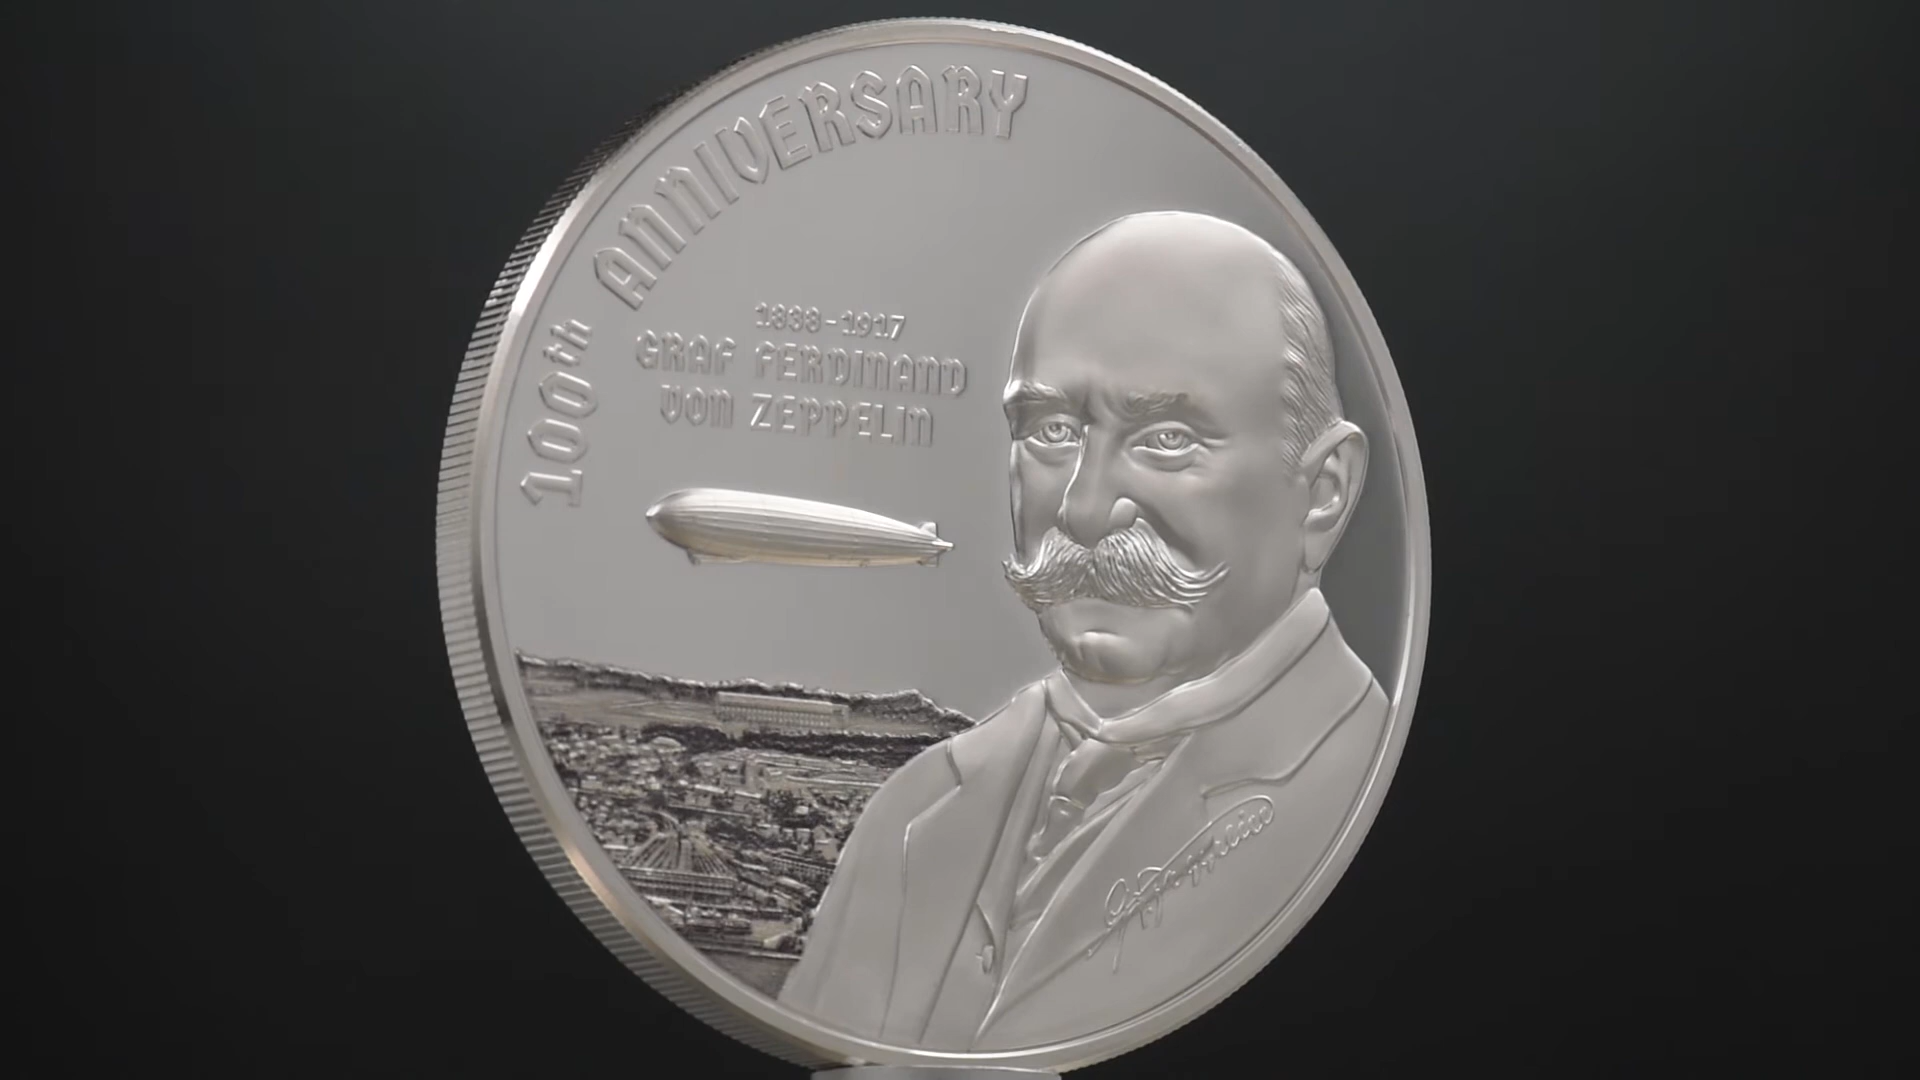 100th ANNIVERSARY
1838-1917
GRAF FERDINAND
VON ZEPPELIN